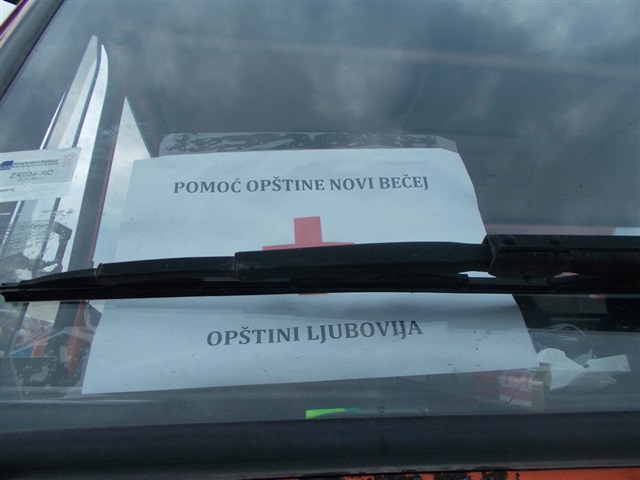 POMOĆ OPŠTINE NOVI BEČEJ
OPŠTINI LJUBOVIJA